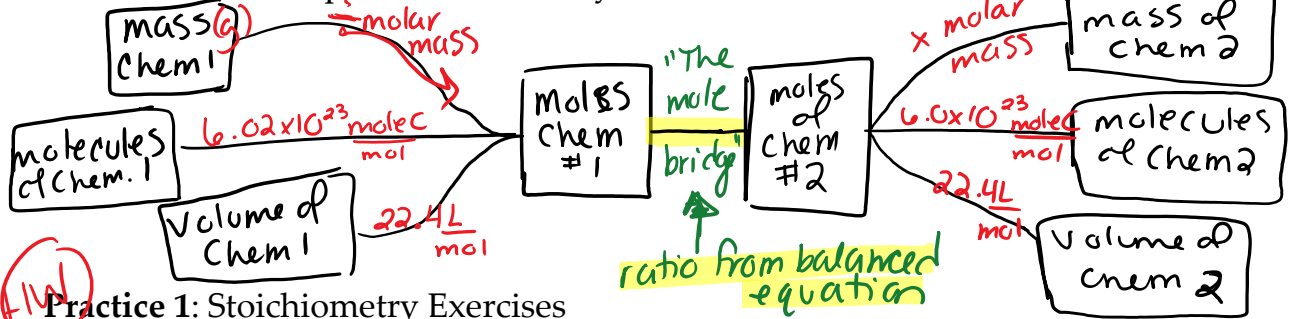 mass (g)
Chem 1
÷ molar
mass
molecules
of Chem. 1
6.02x10^23 molec
mol
Volume of
Chem 1
22.4 L
mol
Moles
Chem
#1
"The
mole
bridge"
moles
of
Chem
#2
ratio from balanced
equation
x molar
mass
mass of
chem 2
6.0x10^23 molec
mol
molecules
of Chem 2
22.4 L
mol
Volume of
Chem 2
HW
Practice 1: Stoichiometry Exercises